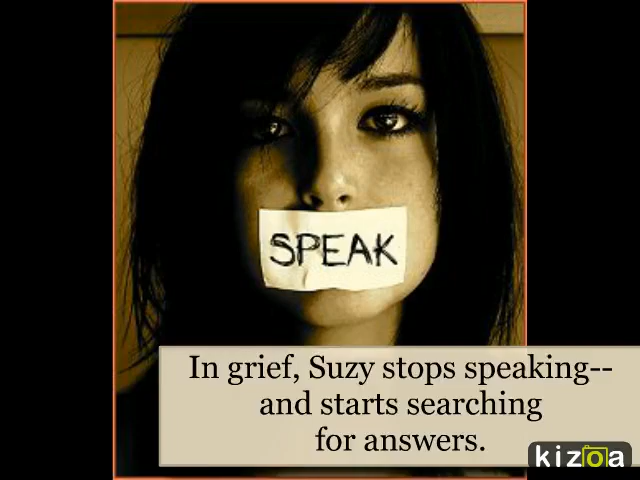 SPEAK
In grief, Suzy stops speaking--
and starts searching
for answers.
kizoa